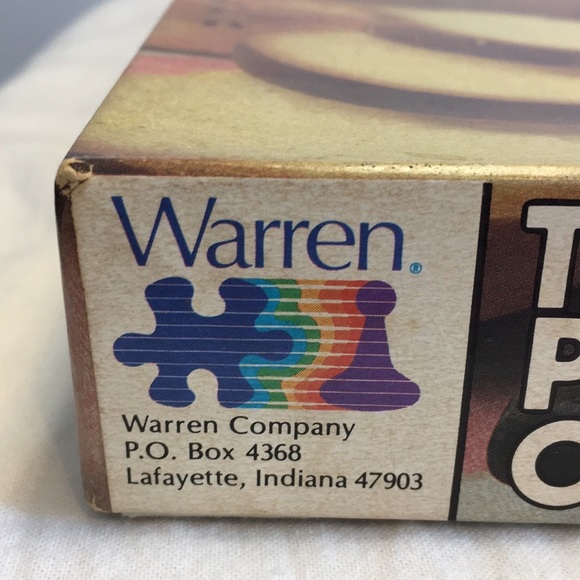 Warren®
Warren Company
P.O. Box 4368
Lafayette, Indiana 47903